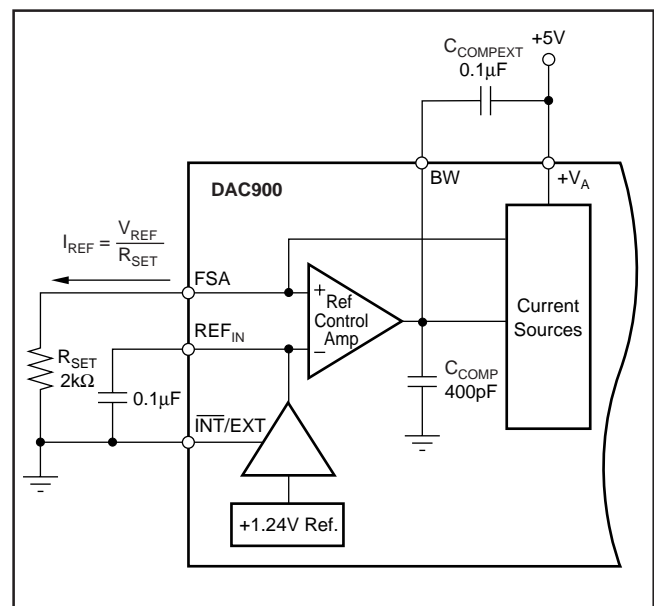 +5V
C_COMPEXT
0.1µF
DAC900
BW
+V_A
I_REF = V_REF / R_SET
FSA
+
Ref
Control
Amp
−
Current
Sources
REF_IN
R_SET
2kΩ
0.1µF
C_COMP
400pF
I̅N̅T̅/EXT
+1.24V Ref.